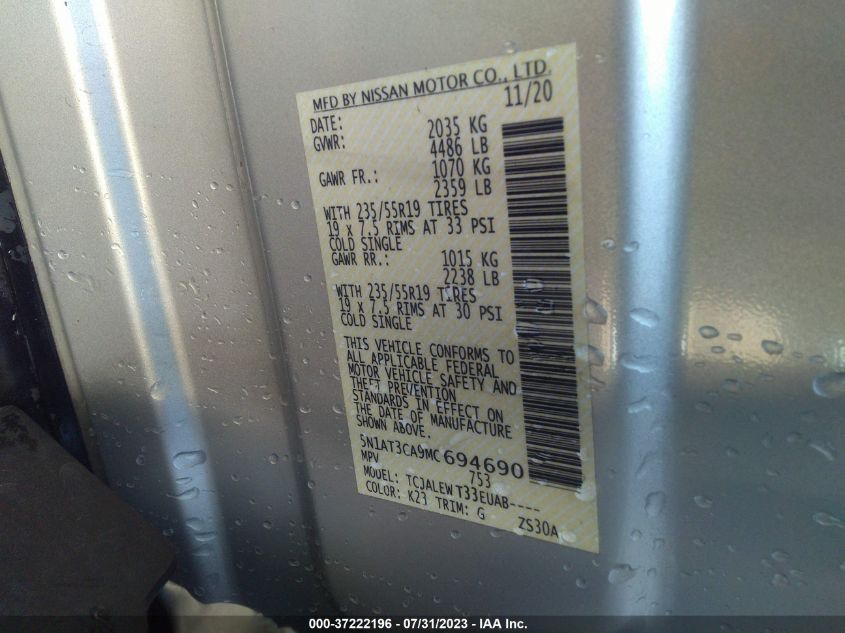 MFD BY NISSAN MOTOR CO., LTD.
DATE: 11/20
GVWR: 2035 KG
4486 LB
GAWR FR.: 1070 KG
2359 LB
WITH 235/55R19 TIRES
19 x 7.5 RIMS AT 33 PSI
COLD SINGLE
GAWR RR.: 1015 KG
2238 LB
WITH 235/55R19 TIRES
19 x 7.5 RIMS AT 30 PSI
COLD SINGLE
THIS VEHICLE CONFORMS TO
ALL APPLICABLE FEDERAL
MOTOR VEHICLE SAFETY AND
THEFT PREVENTION
STANDARDS IN EFFECT ON
THE DATE OF MANUFACTURE
SHOWN ABOVE.
5N1AT3CA9MC694690
MPV 753
MODEL: TCJALEWT33EUAB----
COLOR: K23 TRIM: G ZS30A
000-37222196 - 07/31/2023 - IAA Inc.